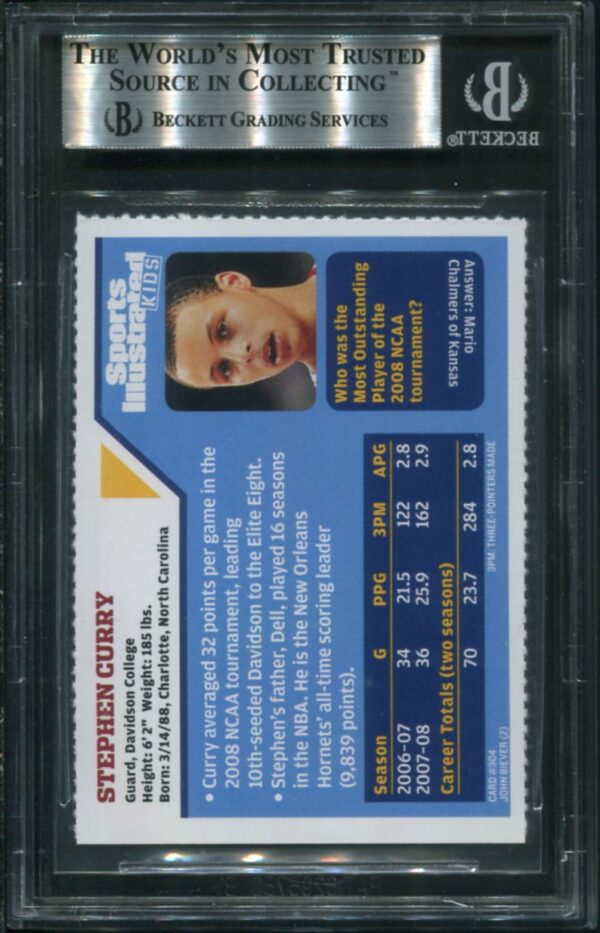 THE WORLD'S MOST TRUSTED
SOURCE IN COLLECTING™
BECKETT GRADING SERVICES
BECKETT®
STEPHEN CURRY
Guard, Davidson College
Height: 6'2" Weight: 185 lbs.
Born: 3/14/88, Charlotte, North Carolina
Sports
Illustrated
KIDS
• Curry averaged 32 points per game in the
2008 NCAA tournament, leading
10th-seeded Davidson to the Elite Eight.
• Stephen's father, Dell, played 16 seasons
in the NBA. He is the New Orleans
Hornets' all-time scoring leader
(9,839 points).
Season G PPG 3PM APG
2006–07 34 21.5 122 2.8
2007–08 36 25.9 162 2.9
Career Totals (two seasons)
70 23.7 284 2.8
3PM: THREE-POINTERS MADE
CARD #304
JOHN BIEVER (2)
Who was the
Most Outstanding
Player of the
2008 NCAA
tournament?
Answer: Mario
Chalmers of Kansas